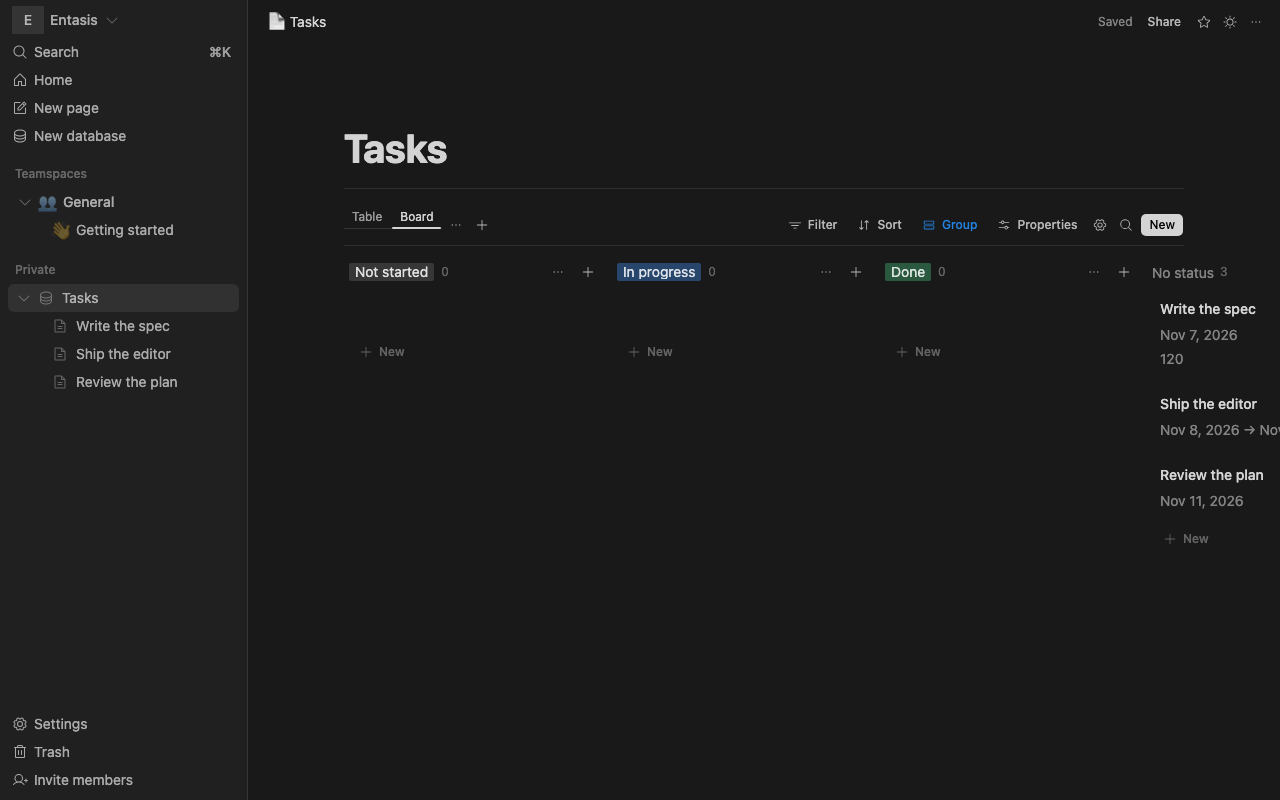 E Entasis
Search ⌘K
Home
New page
New database
Teamspaces
General
Getting started
Private
Tasks
Write the spec
Ship the editor
Review the plan
Settings
Trash
Invite members
Tasks
Saved Share
Tasks
Table Board
Filter Sort Group Properties New
Not started 0
New
In progress 0
New
Done 0
New
No status 3
Write the spec
Nov 7, 2026
120
Ship the editor
Nov 8, 2026 → Nov
Review the plan
Nov 11, 2026
New